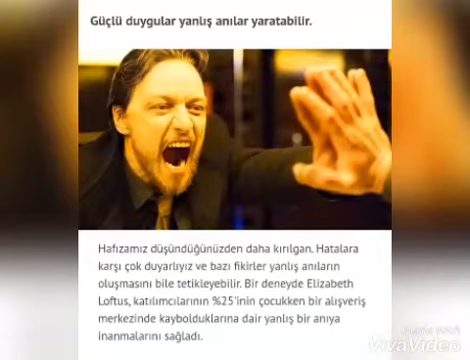 Güçlü duygular yanlış anılar yaratabilir.
Hafızamız düşündüğünüzden daha kırılgan. Hatalara
karşı çok duyarlıyız ve bazı fikirler yanlış anıların
oluşmasını bile tetikleyebilir. Bir deneyde Elizabeth
Loftus, katılımcılarının %25'inin çocukken bir alışveriş
merkezinde kaybolduklarına dair yanlış bir anıya
inanmalarını sağladı.
Made With
VivaVideo